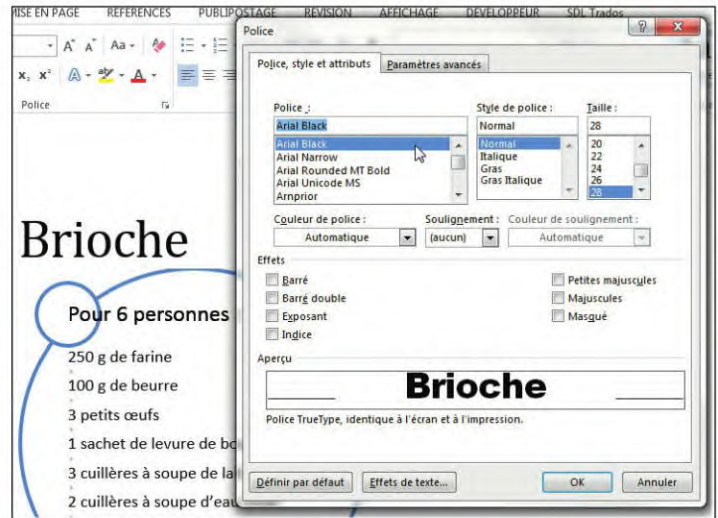 MISE EN PAGE RÉFÉRENCES PUBLIPOSTAGE RÉVISION AFFICHAGE DÉVELOPPEUR SDL Trados
Police
Police
Police, style et attributs Paramètres avancés
Police : Style de police : Taille :
Arial Black Normal 28
Arial Black Normal 20
Arial Narrow Italique 22
Arial Rounded MT Bold Gras 24
Arial Unicode MS Gras Italique 26
Arnprior 28
Couleur de police : Soulignement : Couleur de soulignement :
Automatique (aucun) Automatique
Effets
Barré Petites majuscules
Barré double Majuscules
Exposant Masqué
Indice
Aperçu
Brioche
Police TrueType, identique à l'écran et à l'impression.
Définir par défaut Effets de texte... OK Annuler
Brioche
Pour 6 personnes
250 g de farine
100 g de beurre
3 petits œufs
1 sachet de levure de
3 cuillères à soupe de
2 cuillères à soupe d'eau